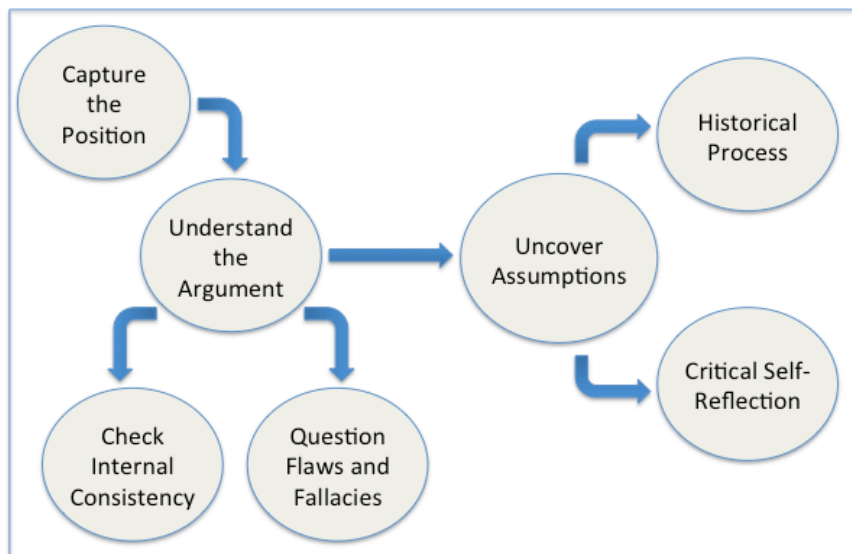 Capture
the
Position
Understand
the
Argument
Check
Internal
Consistency
Question
Flaws and
Fallacies
Uncover
Assumptions
Historical
Process
Critical Self-
Reflection